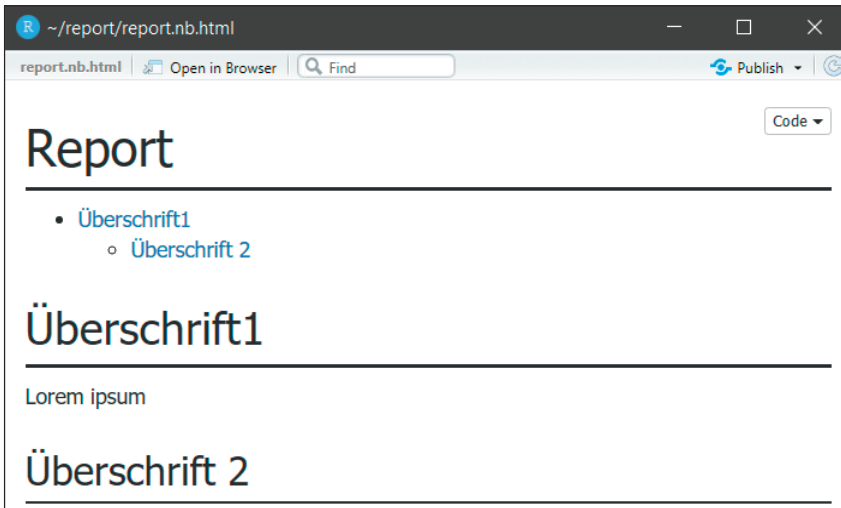 R ~/report/report.nb.html
report.nb.html Open in Browser Find Publish
Code
Report
Überschrift1
Überschrift 2
Überschrift1
Lorem ipsum
Überschrift 2